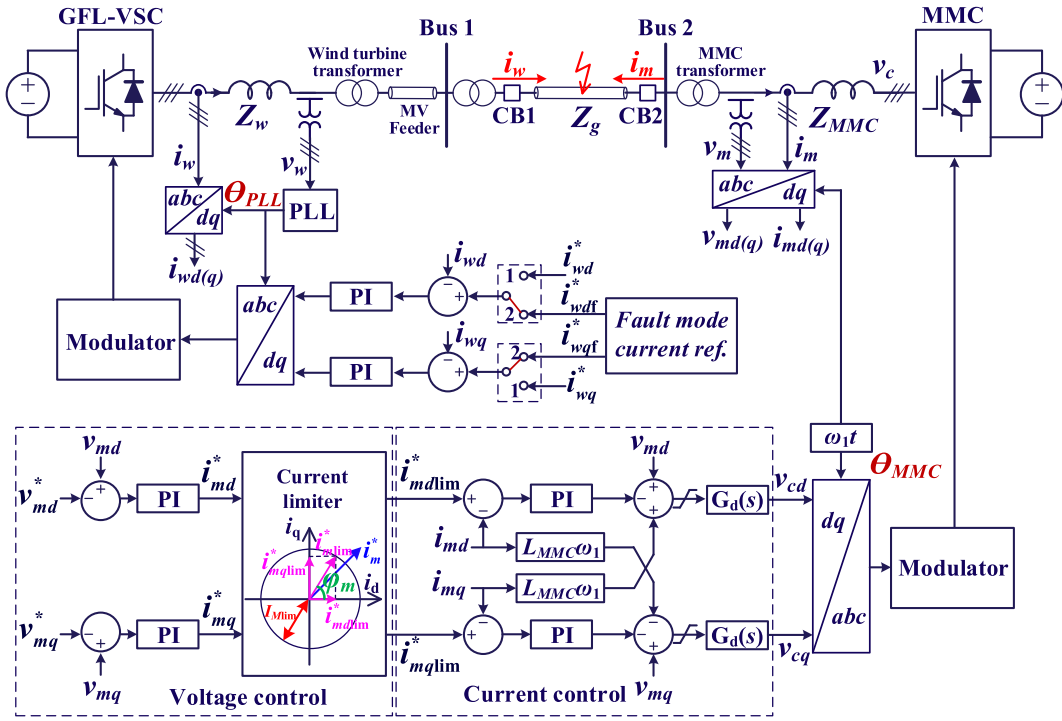 GFL-VSC
MMC
Bus 1
Bus 2
Wind turbine
transformer
MMC
transformer
i_w
i_m
v_c
Z_w
MV
Feeder
CB1
Z_g
CB2
Z_MMC
i_w
v_w
v_m
i_m
abc
dq
θ_PLL
PLL
abc
dq
i_wd(q)
v_md(q)
i_md(q)
i_wd
1
i*_wd
i*_wdf
2
PI
abc
dq
Modulator
Fault mode
current ref.
i_wq
2
i*_wqf
PI
1
i*_wq
ω₁t
θ_MMC
v_md
i*_md
Current
limiter
i*_mdlim
v_md
v*_md
PI
PI
G_d(s)
v_cd
i_q
i*_mlim
i*_m
i*_mqlim
φ_m
i_d
I_Mlim
i*_mdlim
i_md
L_MMCω₁
i_mq
L_MMCω₁
dq
abc
Modulator
v*_mq
PI
i*_mq
i*_mqlim
PI
G_d(s)
v_cq
v_mq
v_mq
Voltage control
Current control